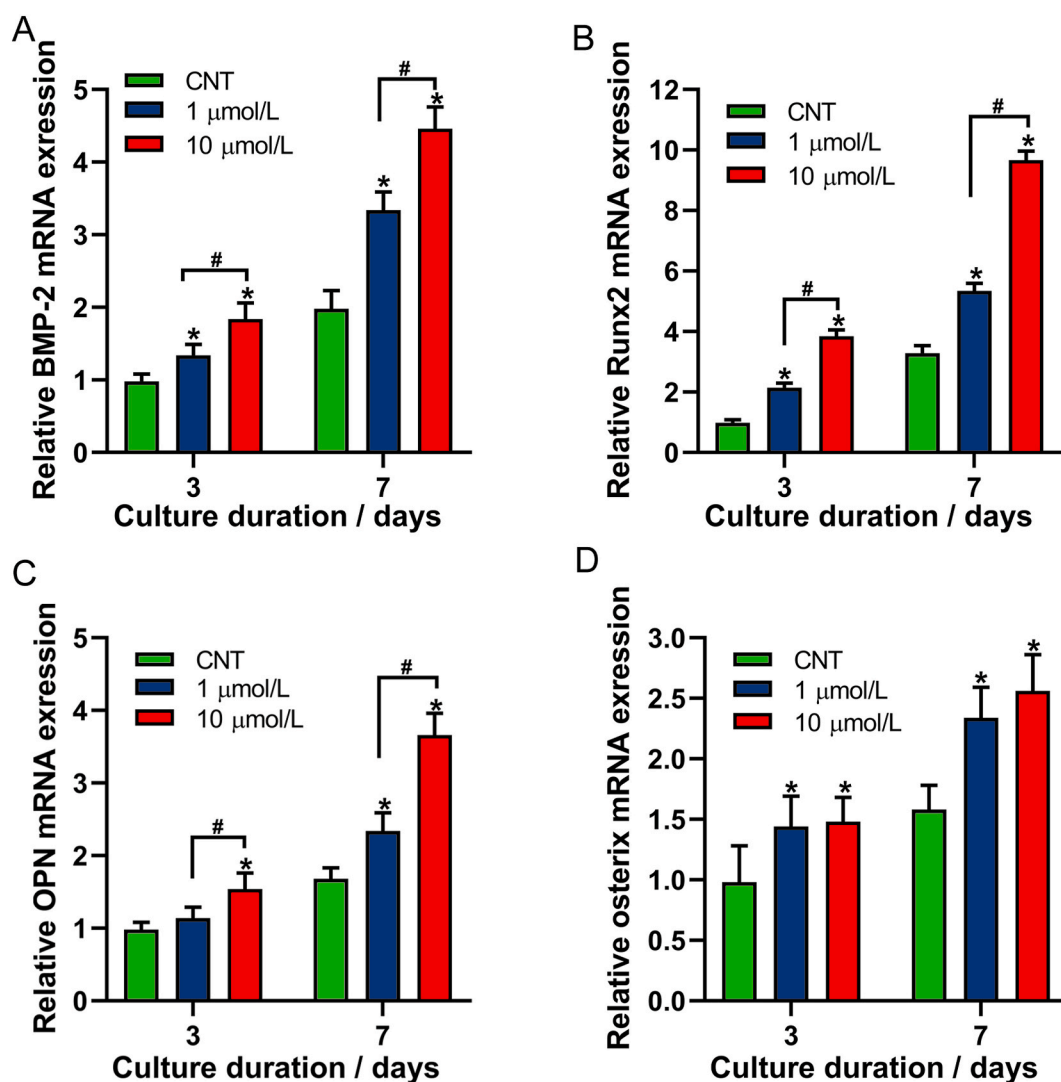 A
Relative BMP-2 mRNA exression
5
4
3
2
1
0
CNT
1 μmol/L
10 μmol/L
*
#
*
*
#
*
3
7
Culture duration / days
B
Relative Runx2 mRNA exression
12
10
8
6
4
2
0
CNT
1 μmol/L
10 μmol/L
*
#
*
*
#
*
3
7
Culture duration / days
C
Relative OPN mRNA exression
5
4
3
2
1
0
CNT
1 μmol/L
10 μmol/L
#
*
*
#
*
3
7
Culture duration / days
D
Relative osterix mRNA exression
3.0
2.5
2.0
1.5
1.0
0.5
0.0
CNT
1 μmol/L
10 μmol/L
*
*
*
*
3
7
Culture duration / days